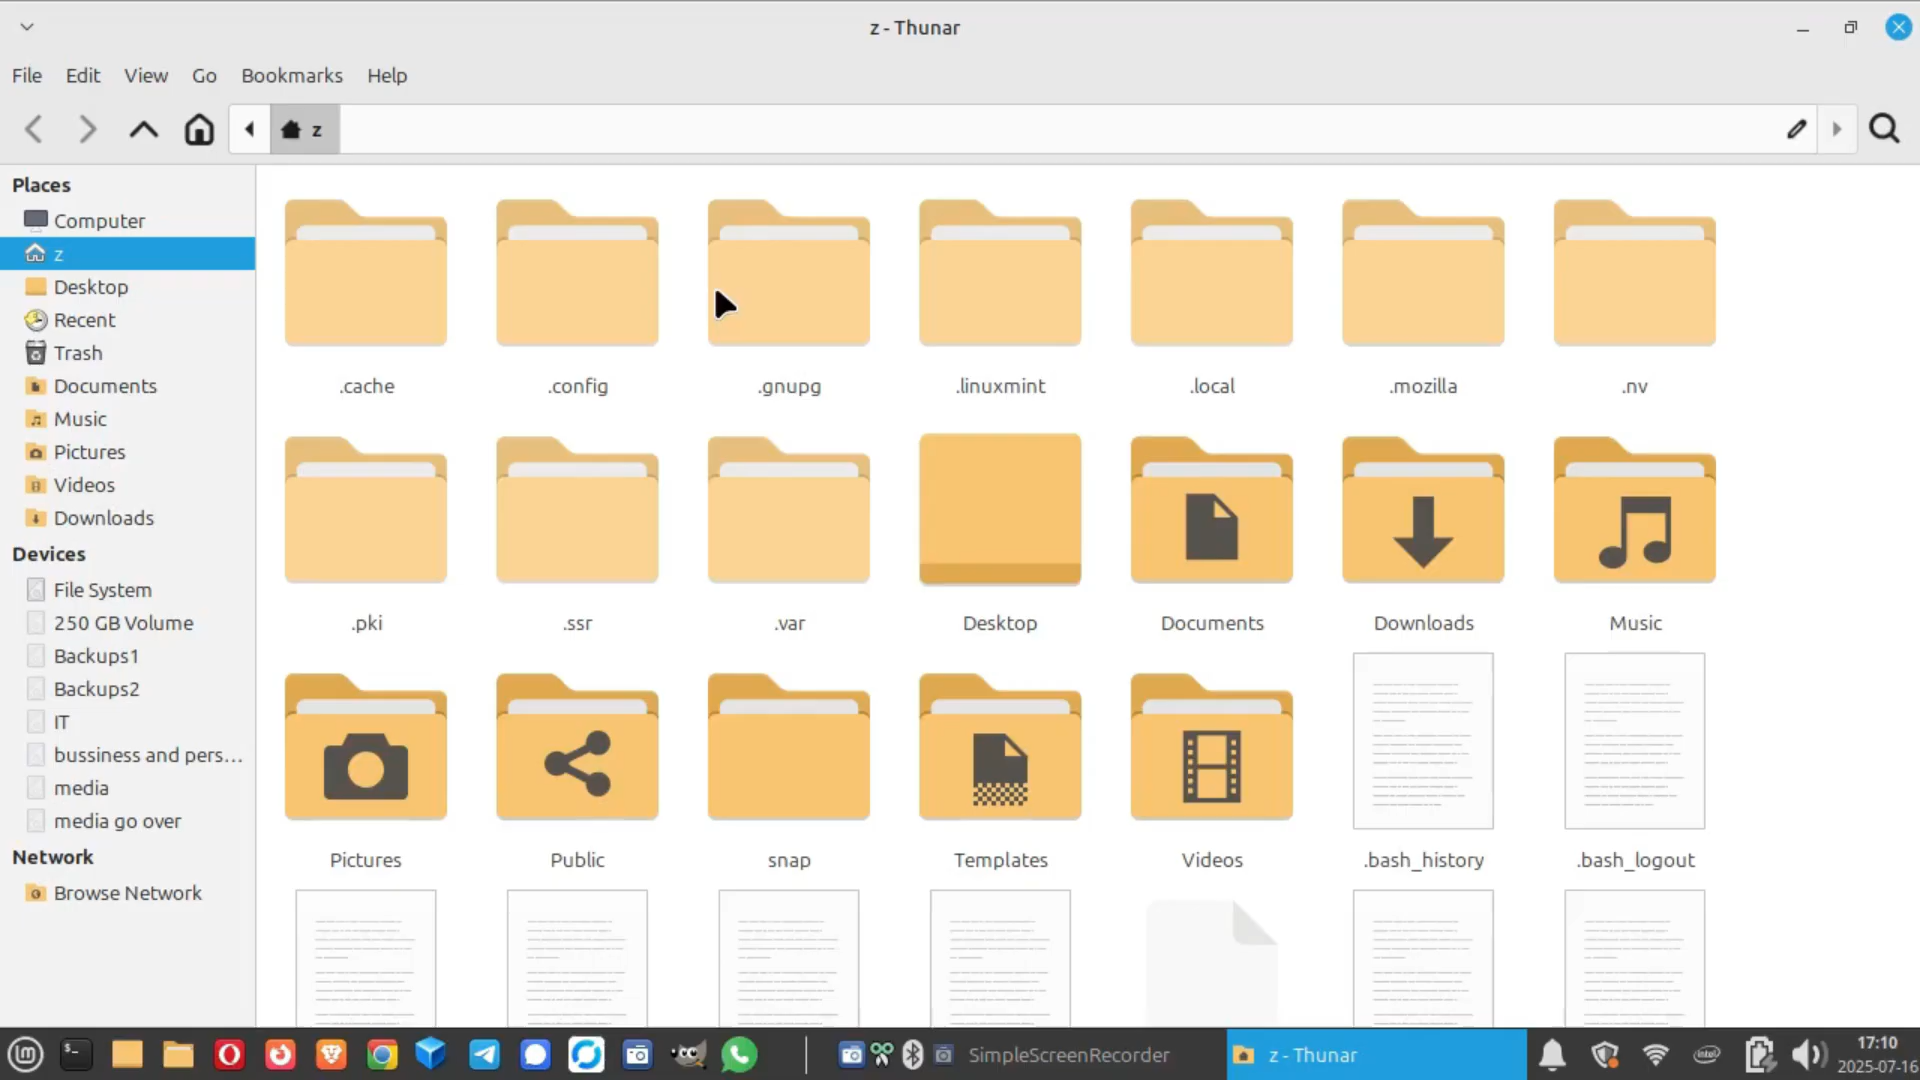 z - Thunar
File Edit View Go Bookmarks Help
z
Places
Computer
z
Desktop
Recent
Trash
Documents
Music
Pictures
Videos
Downloads
Devices
File System
250 GB Volume
Backups1
Backups2
IT
bussiness and pers...
media
media go over
Network
Browse Network
.cache .config .gnupg .linuxmint .local .mozilla .nv
.pki .ssr .var Desktop Documents Downloads Music
Pictures Public snap Templates Videos .bash_history .bash_logout
SimpleScreenRecorder
z - Thunar
intel
17:10
2025-07-16